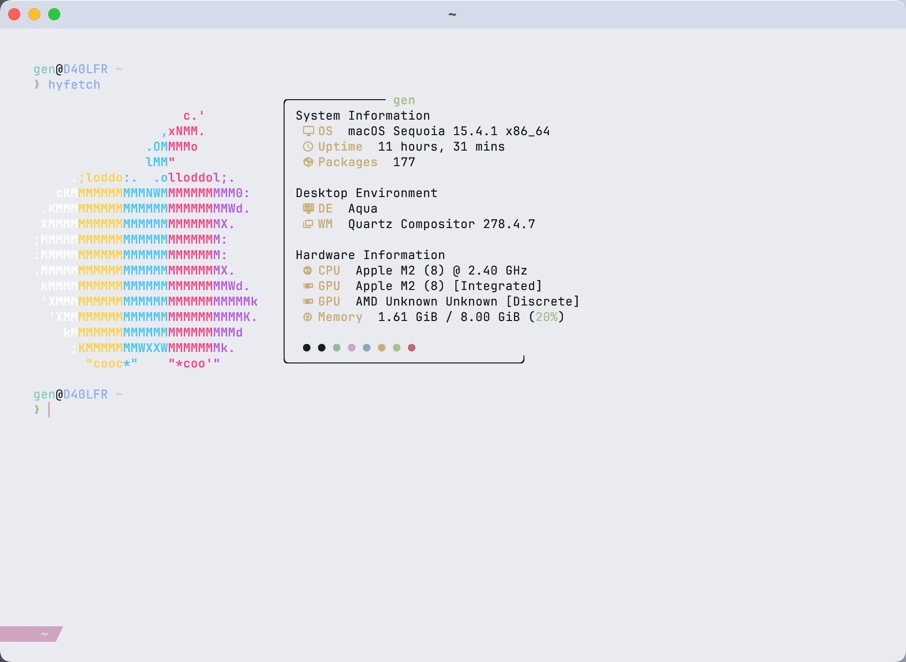 ~
gen@D40LFR ~
❯ hyfetch
gen
c.'
System Information
,xNMM.
OS macOS Sequoia 15.4.1 x86_64
.OMMMMo
Uptime 11 hours, 31 mins
lMM"
Packages 177
.;loddo:. .olloddol;.
cKMMMMMMMMMMNWMMMMMMMMMM0:
Desktop Environment
.KMMMMMMMMMMMMMMMMMMMMMMMWd.
DE Aqua
XMMMMMMMMMMMMMMMMMMMMMMMX.
WM Quartz Compositor 278.4.7
;MMMMMMMMMMMMMMMMMMMMMMMM:
:MMMMMMMMMMMMMMMMMMMMMMMM:
Hardware Information
.MMMMMMMMMMMMMMMMMMMMMMMMX.
CPU Apple M2 (8) @ 2.40 GHz
kMMMMMMMMMMMMMMMMMMMMMMMMWd.
GPU Apple M2 (8) [Integrated]
'XMMMMMMMMMMMMMMMMMMMMMMMMMMk
GPU AMD Unknown Unknown [Discrete]
'XMMMMMMMMMMMMMMMMMMMMMMMMK.
Memory 1.61 GiB / 8.00 GiB (20%)
kMMMMMMMMMMMMMMMMMMMMMMd
;KMMMMMMMWXXWMMMMMMMk.
"cooc*" "*coo'"
gen@D40LFR ~
❯
~